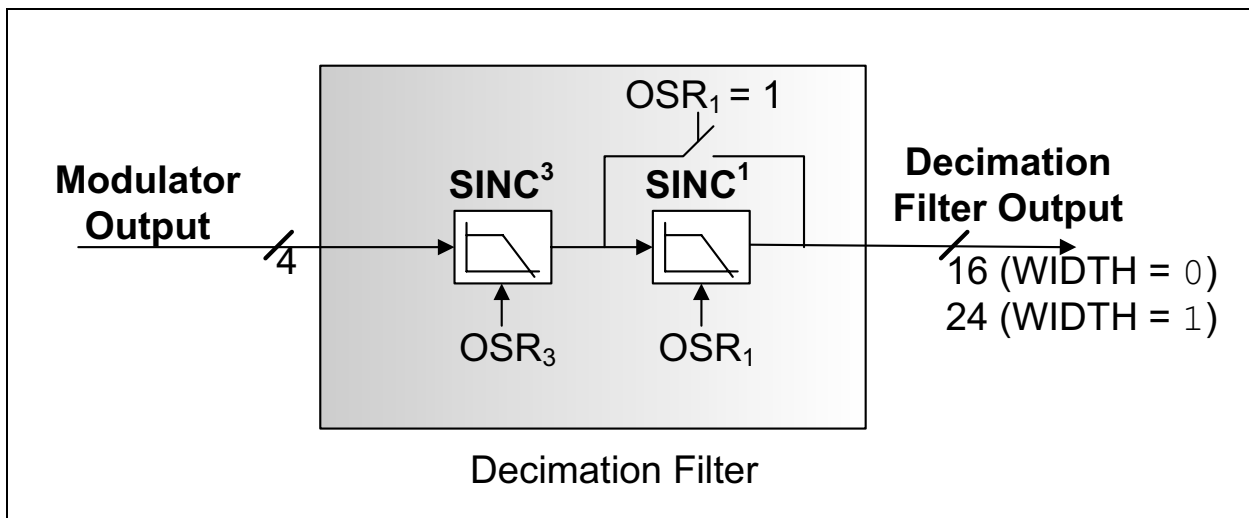 OSR₁ = 1
Modulator
Output
4
SINC³
SINC¹
OSR₃
OSR₁
Decimation
Filter Output
16 (WIDTH = 0)
24 (WIDTH = 1)
Decimation Filter